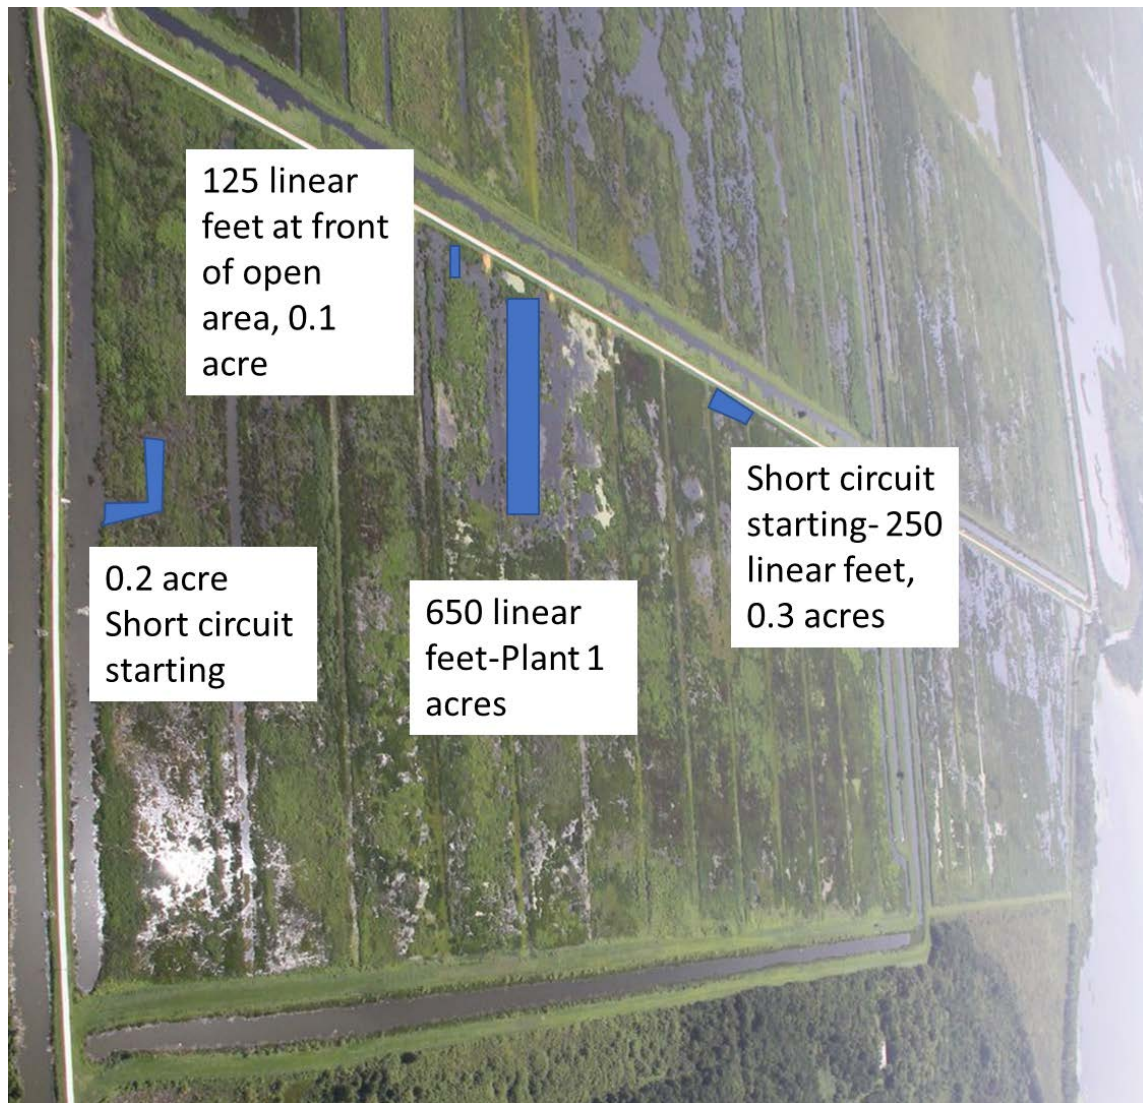 125 linear
feet at front
of open
area, 0.1
acre
Short circuit
starting- 250
linear feet,
0.3 acres
0.2 acre
Short circuit
starting
650 linear
feet-Plant 1
acres